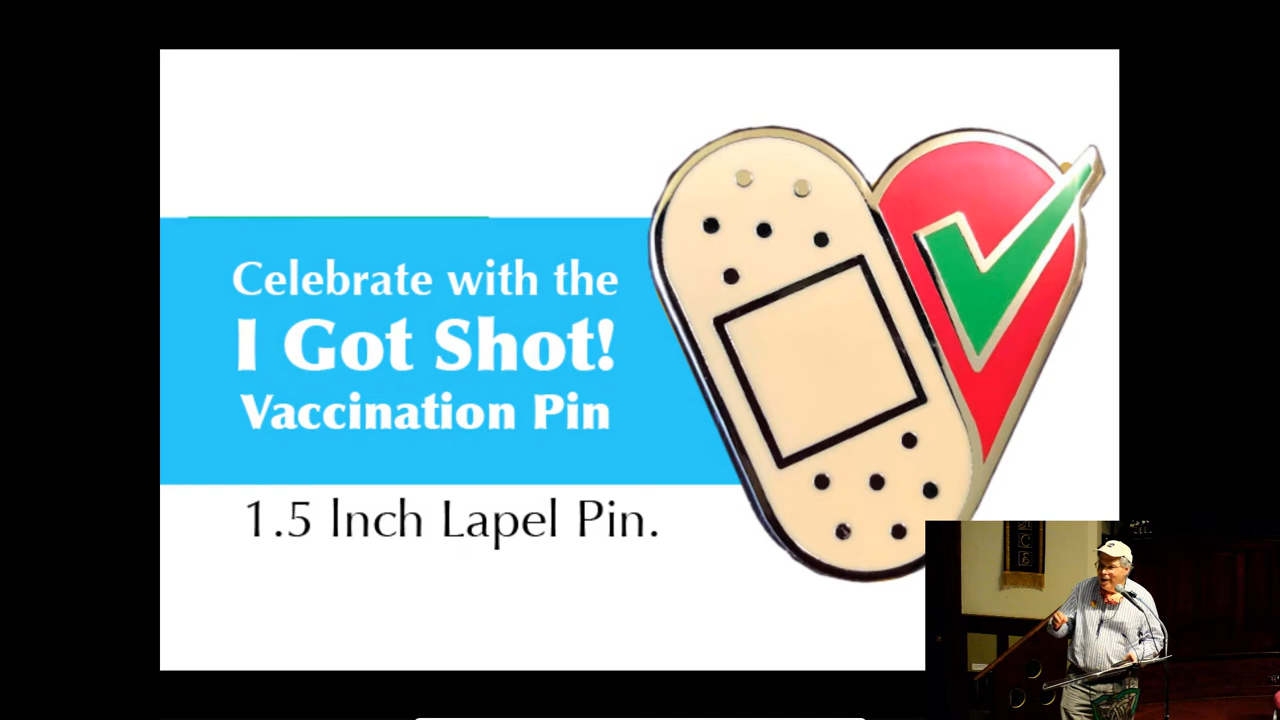 Celebrate with the
I Got Shot!
Vaccination Pin
1.5 Inch Lapel Pin.